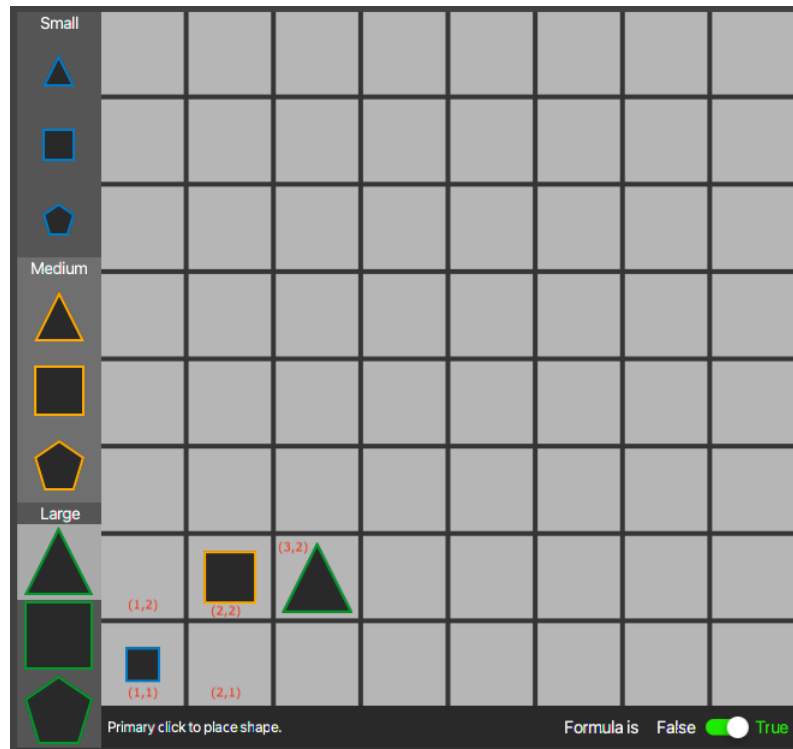 Small
Medium
Large
(3,2)
(1,2)
(2,2)
(1,1)
(2,1)
Primary click to place shape.
Formula is False True